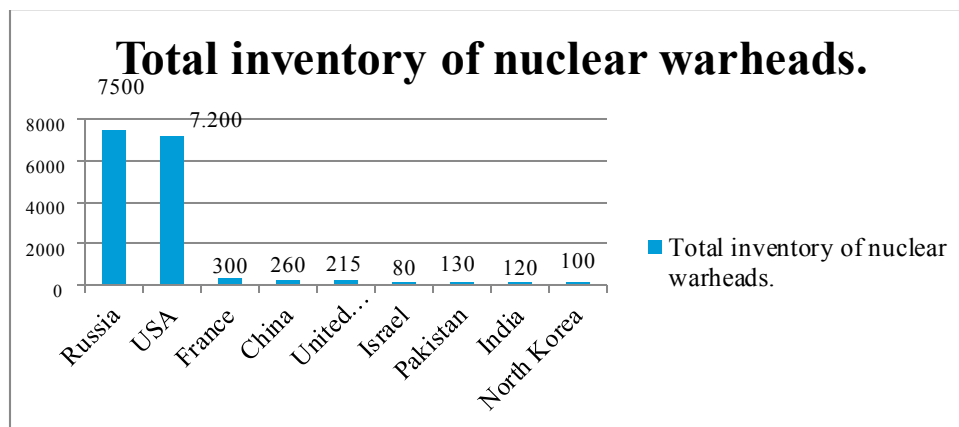 Total inventory of nuclear warheads.
7500
7.200
8000
6000
4000
2000
0
300 260 215 80 130 120 100
Russia
USA
France
China
United...
Israel
Pakistan
India
North Korea
Total inventory of nuclear
warheads.